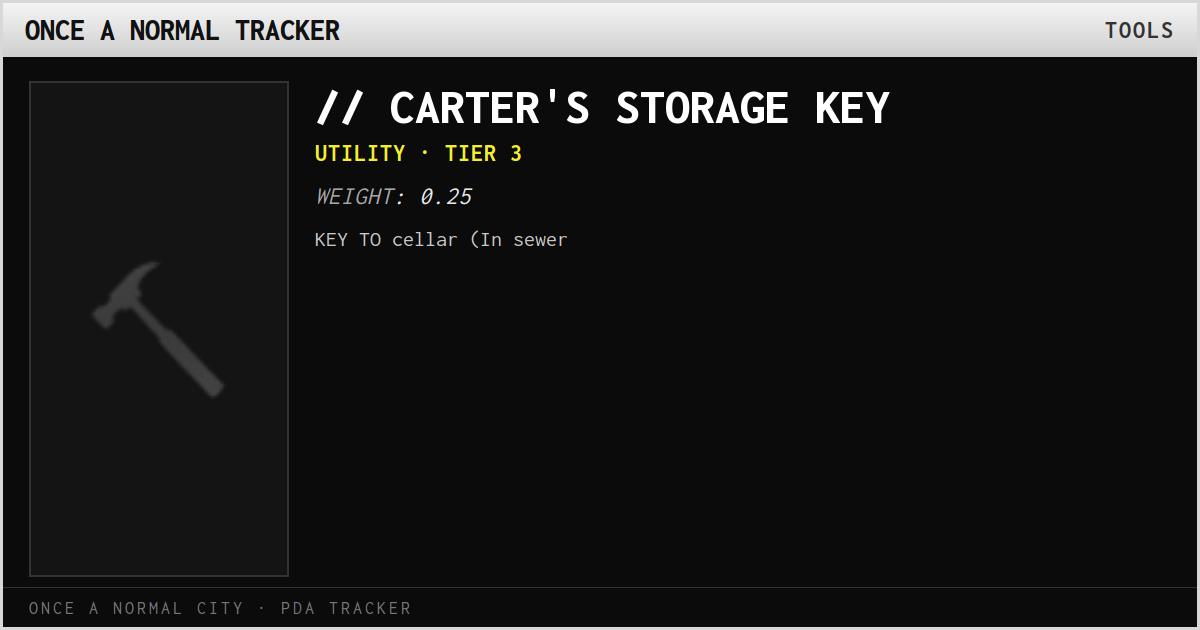 ONCE A NORMAL TRACKER
TOOLS
// CARTER'S STORAGE KEY
UTILITY · TIER 3
WEIGHT: 0.25
KEY TO cellar (In sewer
ONCE A NORMAL CITY · PDA TRACKER